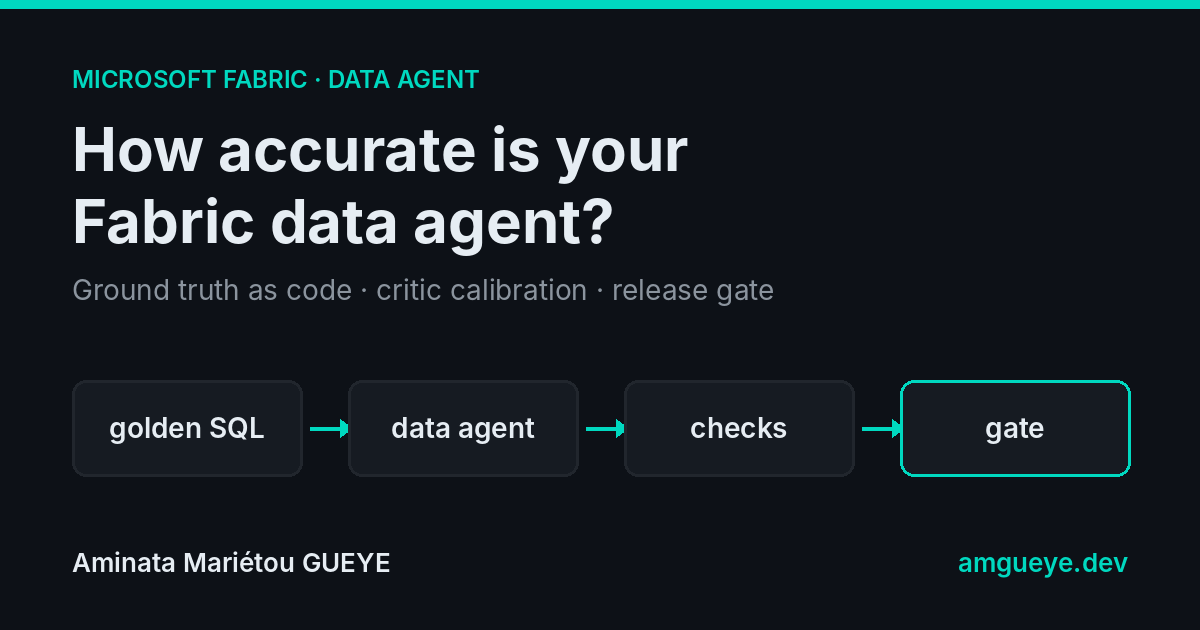 MICROSOFT FABRIC · DATA AGENT
How accurate is your
Fabric data agent?
Ground truth as code · critic calibration · release gate
golden SQL
data agent
checks
gate
Aminata Mariétou GUEYE
amgueye.dev